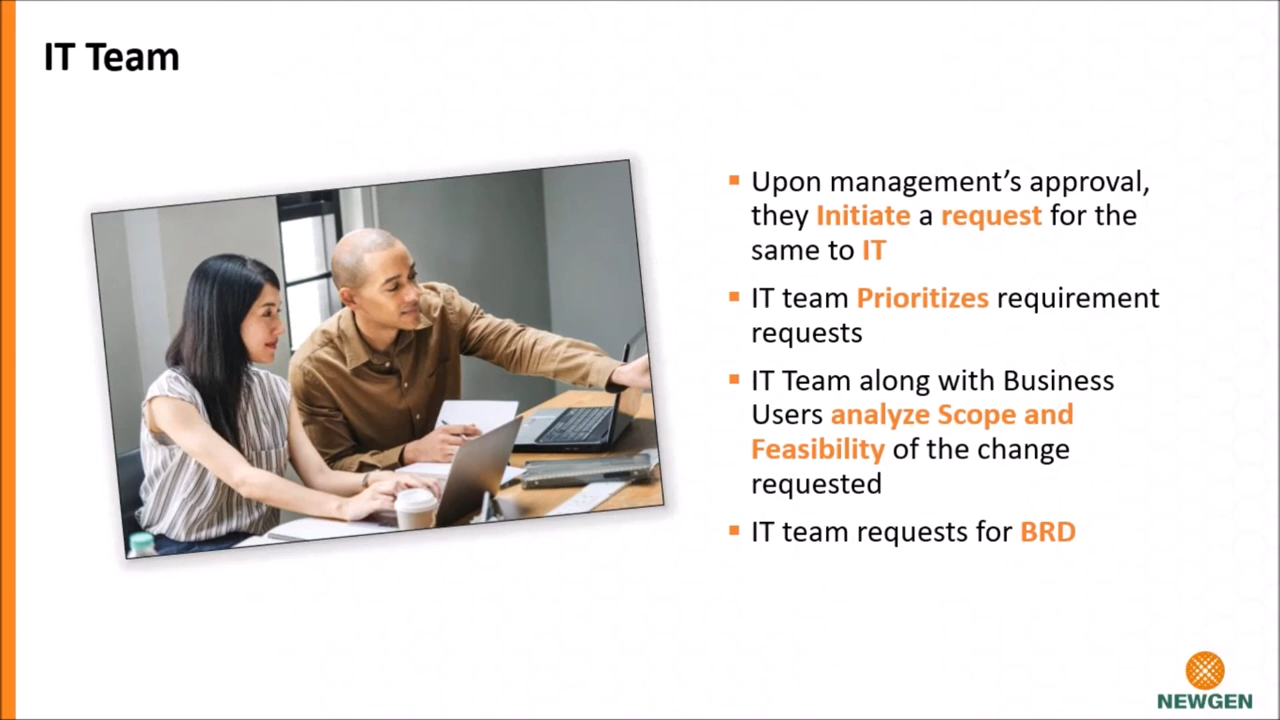 IT Team
Upon management’s approval,
they Initiate a request for the
same to IT
IT team Prioritizes requirement
requests
IT Team along with Business
Users analyze Scope and
Feasibility of the change
requested
IT team requests for BRD
NEWGEN